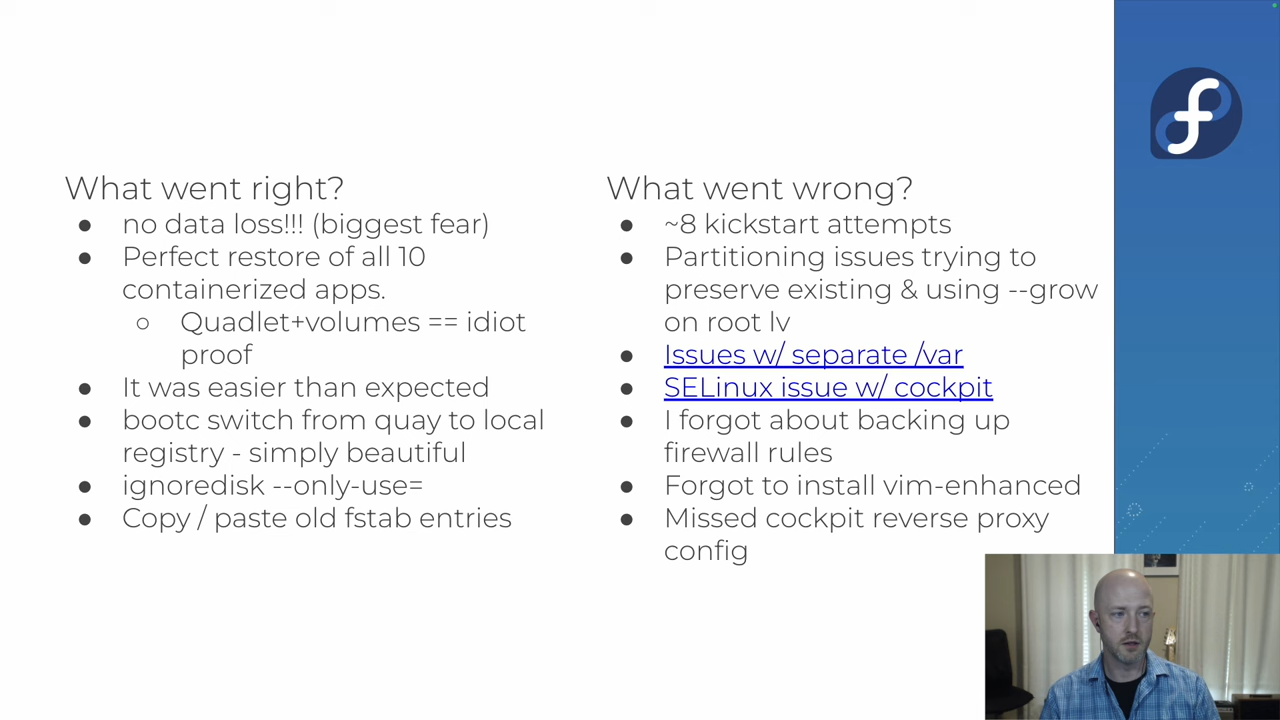 What went right?
● no data loss!!! (biggest fear)
● Perfect restore of all 10
containerized apps.
○ Quadlet+volumes == idiot
proof
● It was easier than expected
● bootc switch from quay to local
registry - simply beautiful
● ignoredisk --only-use=
● Copy / paste old fstab entries
What went wrong?
● ~8 kickstart attempts
● Partitioning issues trying to
preserve existing & using --grow
on root lv
● Issues w/ separate /var
● SELinux issue w/ cockpit
● I forgot about backing up
firewall rules
● Forgot to install vim-enhanced
● Missed cockpit reverse proxy
config